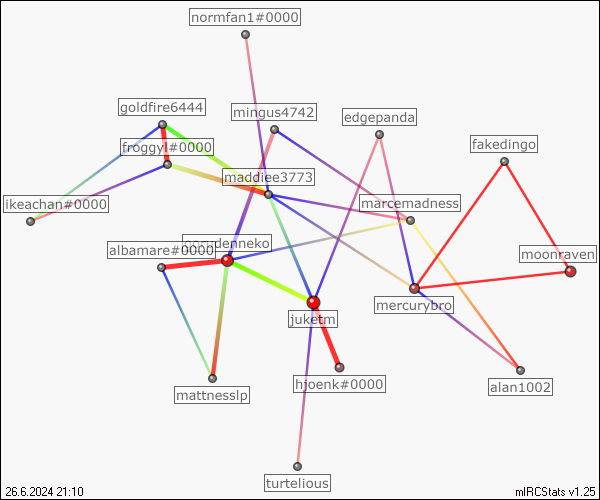 normfan1#0000
goldfire6444
mingus4742
edgepanda
froggyl#0000
fakedingo
maddiee3773
ikeachan#0000
marcemadness
albamare#0000
denneko
moonraven
mercurybro
juketm
hjoenk#0000
mattnesslp
alan1002
turtelious
26.6.2024 21:10
mIRCStats v1.25